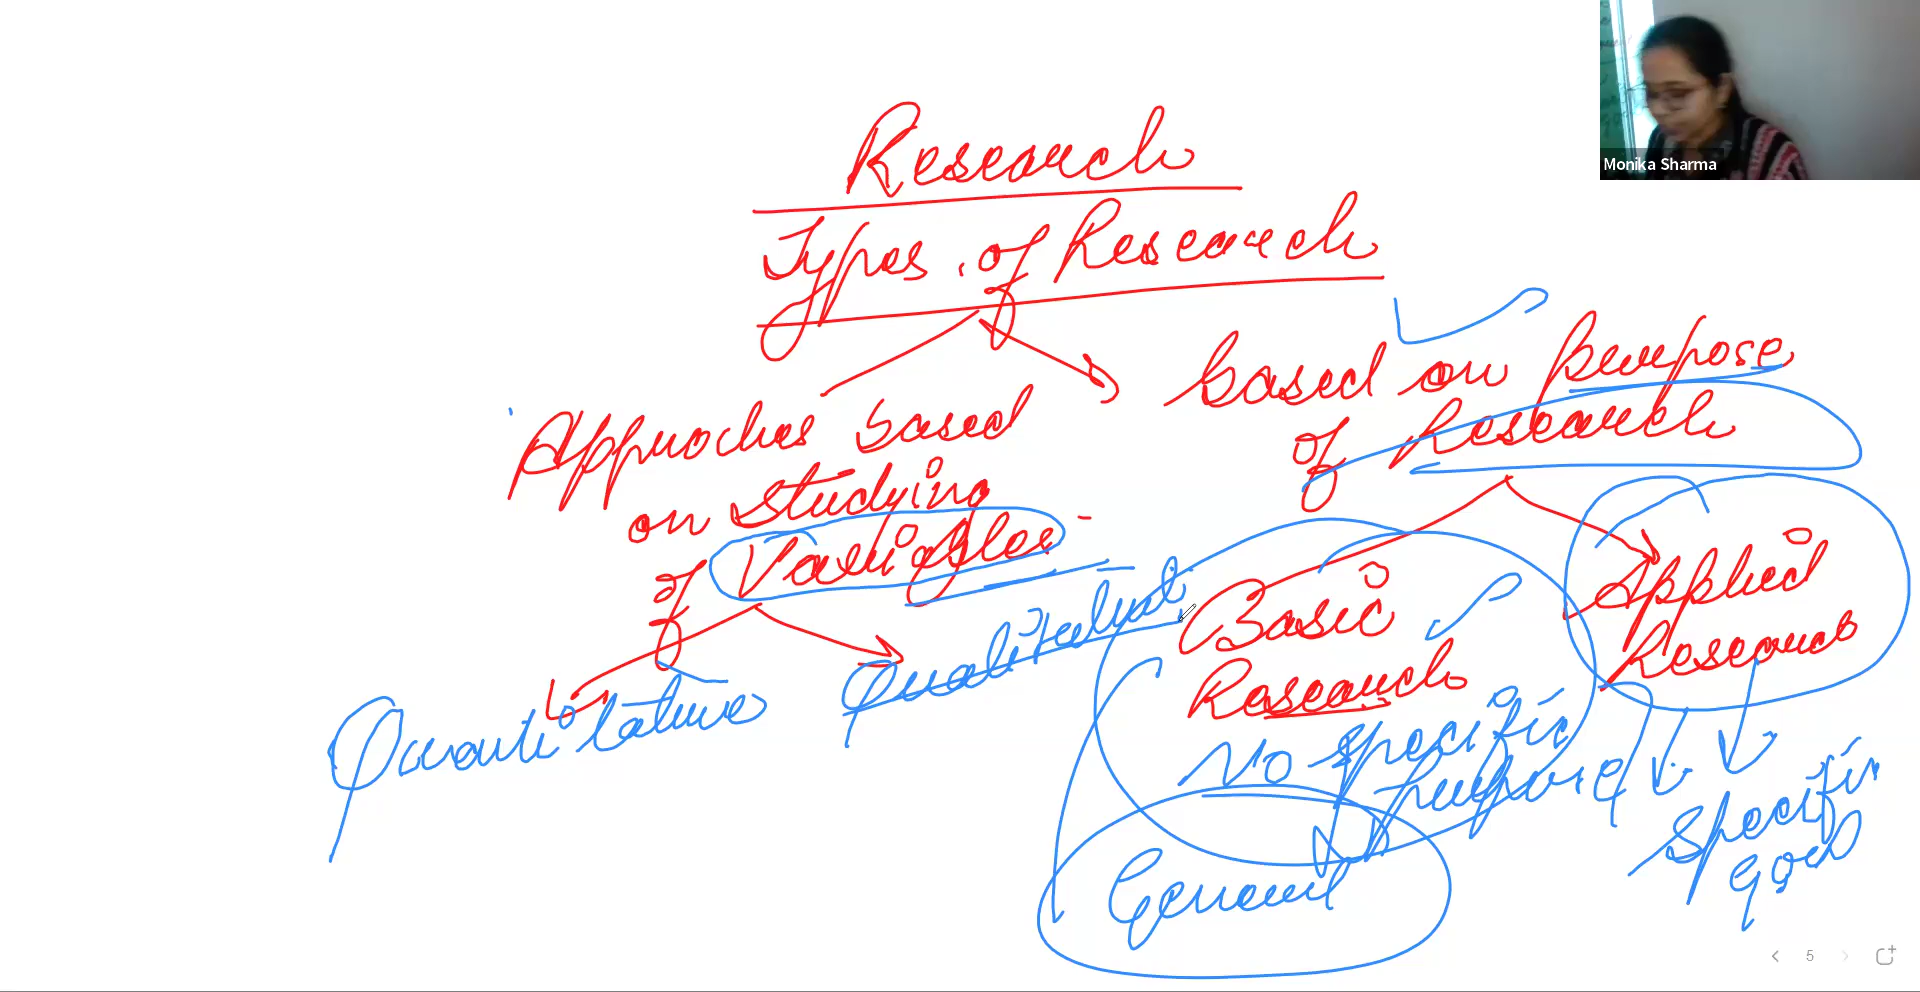 Research
Types of Research
Approches based
on studying
of Variables
based on Purpose
of Research
Quantitative
Qualitative
Basic
Research
No specific
purpose
General
Applied
Research
specific
goal
Monika Sharma
5